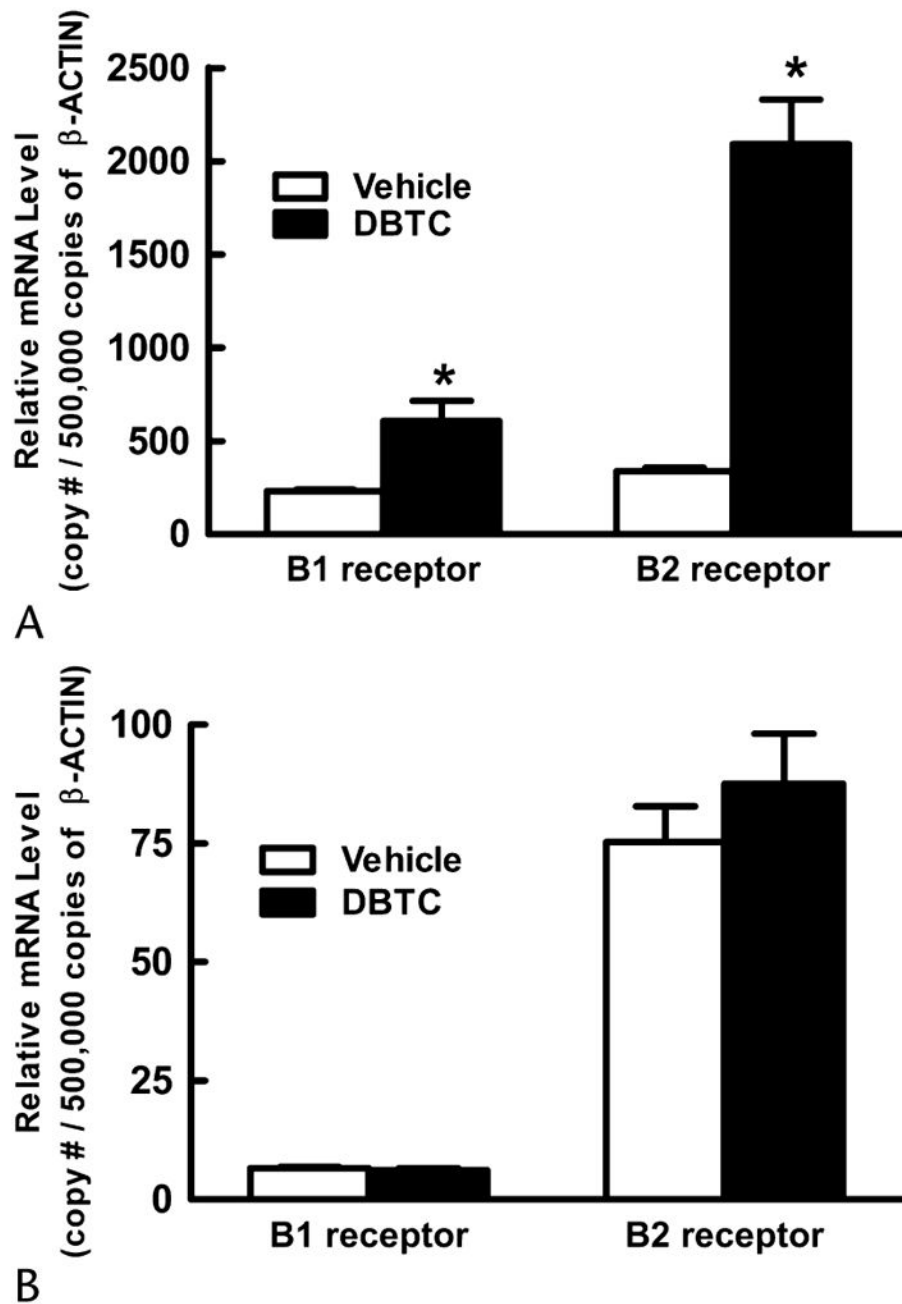 Relative mRNA Level
(copy # / 500,000 copies of β-ACTIN)
2500
2000
1500
1000
500
0
*
*
Vehicle
DBTC
B1 receptor
B2 receptor
A
Relative mRNA Level
(copy # / 500,000 copies of β-ACTIN)
100
75
50
25
0
Vehicle
DBTC
B1 receptor
B2 receptor
B